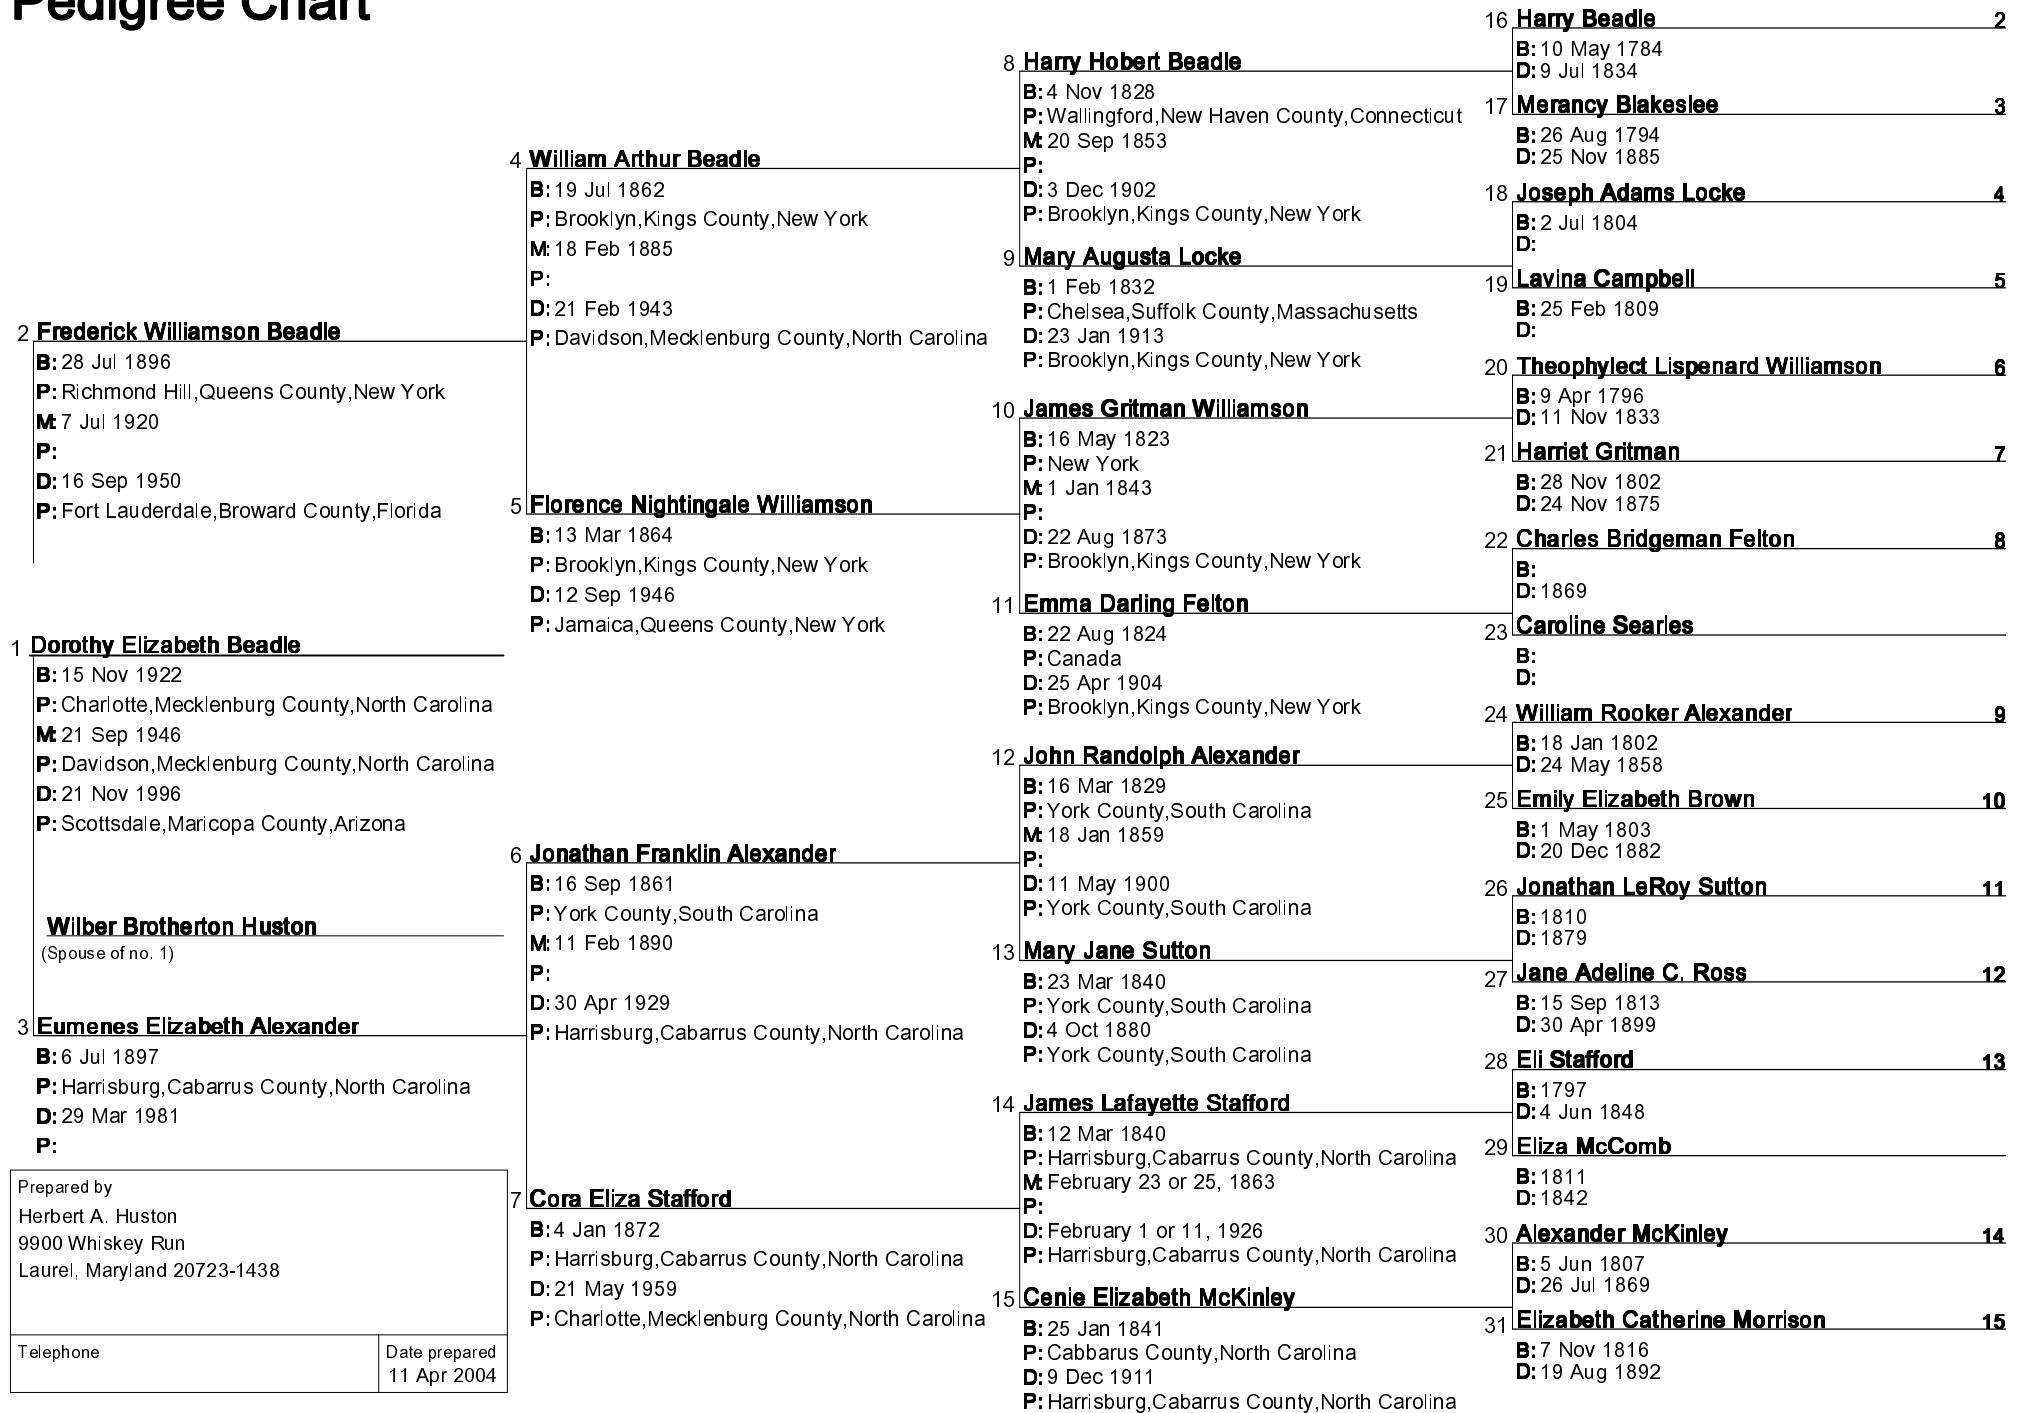 Pedigree Chart
2 Frederick Williamson Beadle
B: 28 Jul 1896
P: Richmond Hill,Queens County,New York
M: 7 Jul 1920
P:
D: 16 Sep 1950
P: Fort Lauderdale,Broward County,Florida
1 Dorothy Elizabeth Beadle
B: 15 Nov 1922
P: Charlotte,Mecklenburg County,North Carolina
M: 21 Sep 1946
P: Davidson,Mecklenburg County,North Carolina
D: 21 Nov 1996
P: Scottsdale,Maricopa County,Arizona
Wilber Brotherton Huston
(Spouse of no. 1)
3 Eumenes Elizabeth Alexander
B: 6 Jul 1897
P: Harrisburg,Cabarrus County,North Carolina
D: 29 Mar 1981
P:
Prepared by
Herbert A. Huston
9900 Whiskey Run
Laurel, Maryland 20723-1438
Telephone
Date prepared
11 Apr 2004
4 William Arthur Beadle
B: 19 Jul 1862
P: Brooklyn,Kings County,New York
M: 18 Feb 1885
P:
D: 21 Feb 1943
P: Davidson,Mecklenburg County,North Carolina
5 Florence Nightingale Williamson
B: 13 Mar 1864
P: Brooklyn,Kings County,New York
D: 12 Sep 1946
P: Jamaica,Queens County,New York
6 Jonathan Franklin Alexander
B: 16 Sep 1861
P: York County,South Carolina
M: 11 Feb 1890
P:
D: 30 Apr 1929
P: Harrisburg,Cabarrus County,North Carolina
7 Cora Eliza Stafford
B: 4 Jan 1872
P: Harrisburg,Cabarrus County,North Carolina
D: 21 May 1959
P: Charlotte,Mecklenburg County,North Carolina
8 Harry Hobert Beadle
B: 4 Nov 1828
P: Wallingford,New Haven County,Connecticut
M: 20 Sep 1853
P:
D: 3 Dec 1902
P: Brooklyn,Kings County,New York
9 Mary Augusta Locke
B: 1 Feb 1832
P: Chelsea,Suffolk County,Massachusetts
D: 23 Jan 1913
P: Brooklyn,Kings County,New York
10 James Gritman Williamson
B: 16 May 1823
P: New York
M: 1 Jan 1843
P:
D: 22 Aug 1873
P: Brooklyn,Kings County,New York
11 Emma Darling Felton
B: 22 Aug 1824
P: Canada
D: 25 Apr 1904
P: Brooklyn,Kings County,New York
12 John Randolph Alexander
B: 16 Mar 1829
P: York County,South Carolina
M: 18 Jan 1859
P:
D: 11 May 1900
P: York County,South Carolina
13 Mary Jane Sutton
B: 23 Mar 1840
P: York County,South Carolina
D: 4 Oct 1880
P: York County,South Carolina
14 James Lafayette Stafford
B: 12 Mar 1840
P: Harrisburg,Cabarrus County,North Carolina
M: February 23 or 25, 1863
P:
D: February 1 or 11, 1926
P: Harrisburg,Cabarrus County,North Carolina
15 Cenie Elizabeth McKinley
B: 25 Jan 1841
P: Cabbarus County,North Carolina
D: 9 Dec 1911
P: Harrisburg,Cabarrus County,North Carolina
16 Harry Beadle 2
B: 10 May 1784
D: 9 Jul 1834
17 Merancy Blakeslee 3
B: 26 Aug 1794
D: 25 Nov 1885
18 Joseph Adams Locke 4
B: 2 Jul 1804
D:
19 Lavina Campbell 5
B: 25 Feb 1809
D:
20 Theophylect Lispenard Williamson 6
B: 9 Apr 1796
D: 11 Nov 1833
21 Harriet Gritman 7
B: 28 Nov 1802
D: 24 Nov 1875
22 Charles Bridgeman Felton 8
B:
D: 1869
23 Caroline Searles
B:
D:
24 William Rooker Alexander 9
B: 18 Jan 1802
D: 24 May 1858
25 Emily Elizabeth Brown 10
B: 1 May 1803
D: 20 Dec 1882
26 Jonathan LeRoy Sutton 11
B: 1810
D: 1879
27 Jane Adeline C. Ross 12
B: 15 Sep 1813
D: 30 Apr 1899
28 Eli Stafford 13
B: 1797
D: 4 Jun 1848
29 Eliza McComb
B: 1811
D: 1842
30 Alexander McKinley 14
B: 5 Jun 1807
D: 26 Jul 1869
31 Elizabeth Catherine Morrison 15
B: 7 Nov 1816
D: 19 Aug 1892